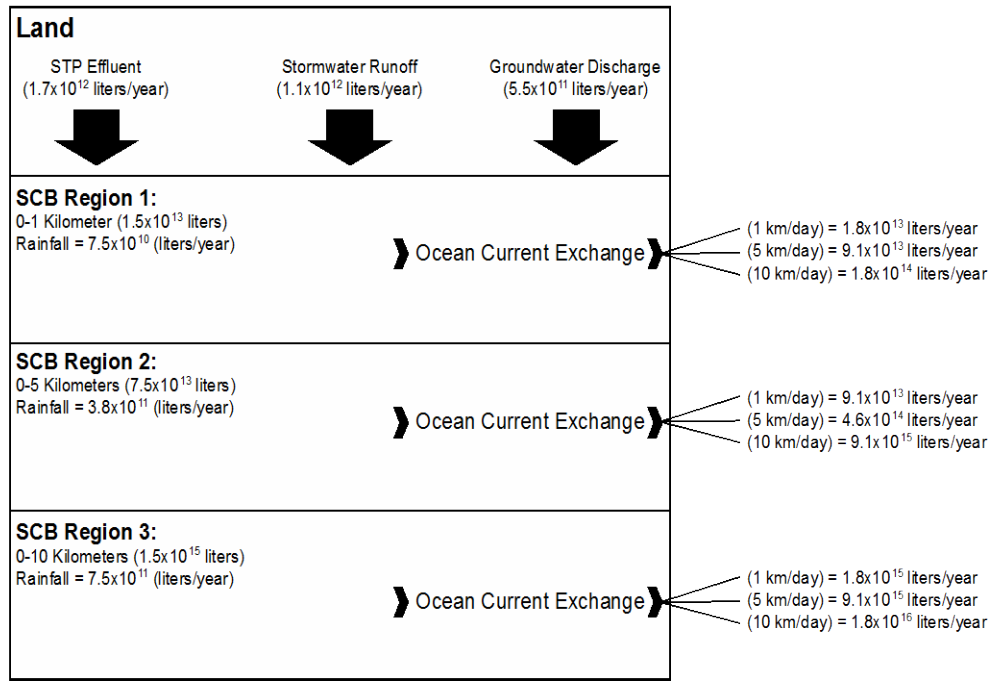 Land
STP Effluent
(1.7x10¹² liters/year)
Stormwater Runoff
(1.1x10¹² liters/year)
Groundwater Discharge
(5.5x10¹¹ liters/year)
SCB Region 1:
0-1 Kilometer (1.5x10¹³ liters)
Rainfall = 7.5x10¹⁰ (liters/year)
Ocean Current Exchange
(1 km/day) = 1.8x10¹³ liters/year
(5 km/day) = 9.1x10¹³ liters/year
(10 km/day) = 1.8x10¹⁴ liters/year
SCB Region 2:
0-5 Kilometers (7.5x10¹³ liters)
Rainfall = 3.8x10¹¹ (liters/year)
Ocean Current Exchange
(1 km/day) = 9.1x10¹³ liters/year
(5 km/day) = 4.6x10¹⁴ liters/year
(10 km/day) = 9.1x10¹⁵ liters/year
SCB Region 3:
0-10 Kilometers (1.5x10¹⁵ liters)
Rainfall = 7.5x10¹¹ (liters/year)
Ocean Current Exchange
(1 km/day) = 1.8x10¹⁵ liters/year
(5 km/day) = 9.1x10¹⁵ liters/year
(10 km/day) = 1.8x10¹⁶ liters/year